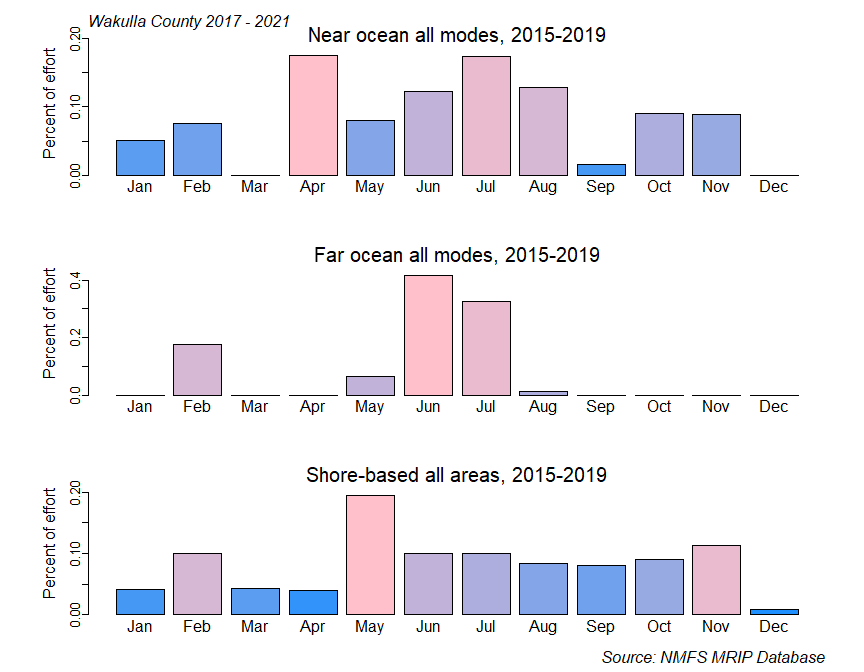 Wakulla County 2017 - 2021
Near ocean all modes, 2015-2019
Percent of effort
0.20
0.10
0.00
Jan Feb Mar Apr May Jun Jul Aug Sep Oct Nov Dec
Far ocean all modes, 2015-2019
Percent of effort
0.4
0.2
0.0
Jan Feb Mar Apr May Jun Jul Aug Sep Oct Nov Dec
Shore-based all areas, 2015-2019
Percent of effort
0.20
0.10
0.00
Jan Feb Mar Apr May Jun Jul Aug Sep Oct Nov Dec
Source: NMFS MRIP Database